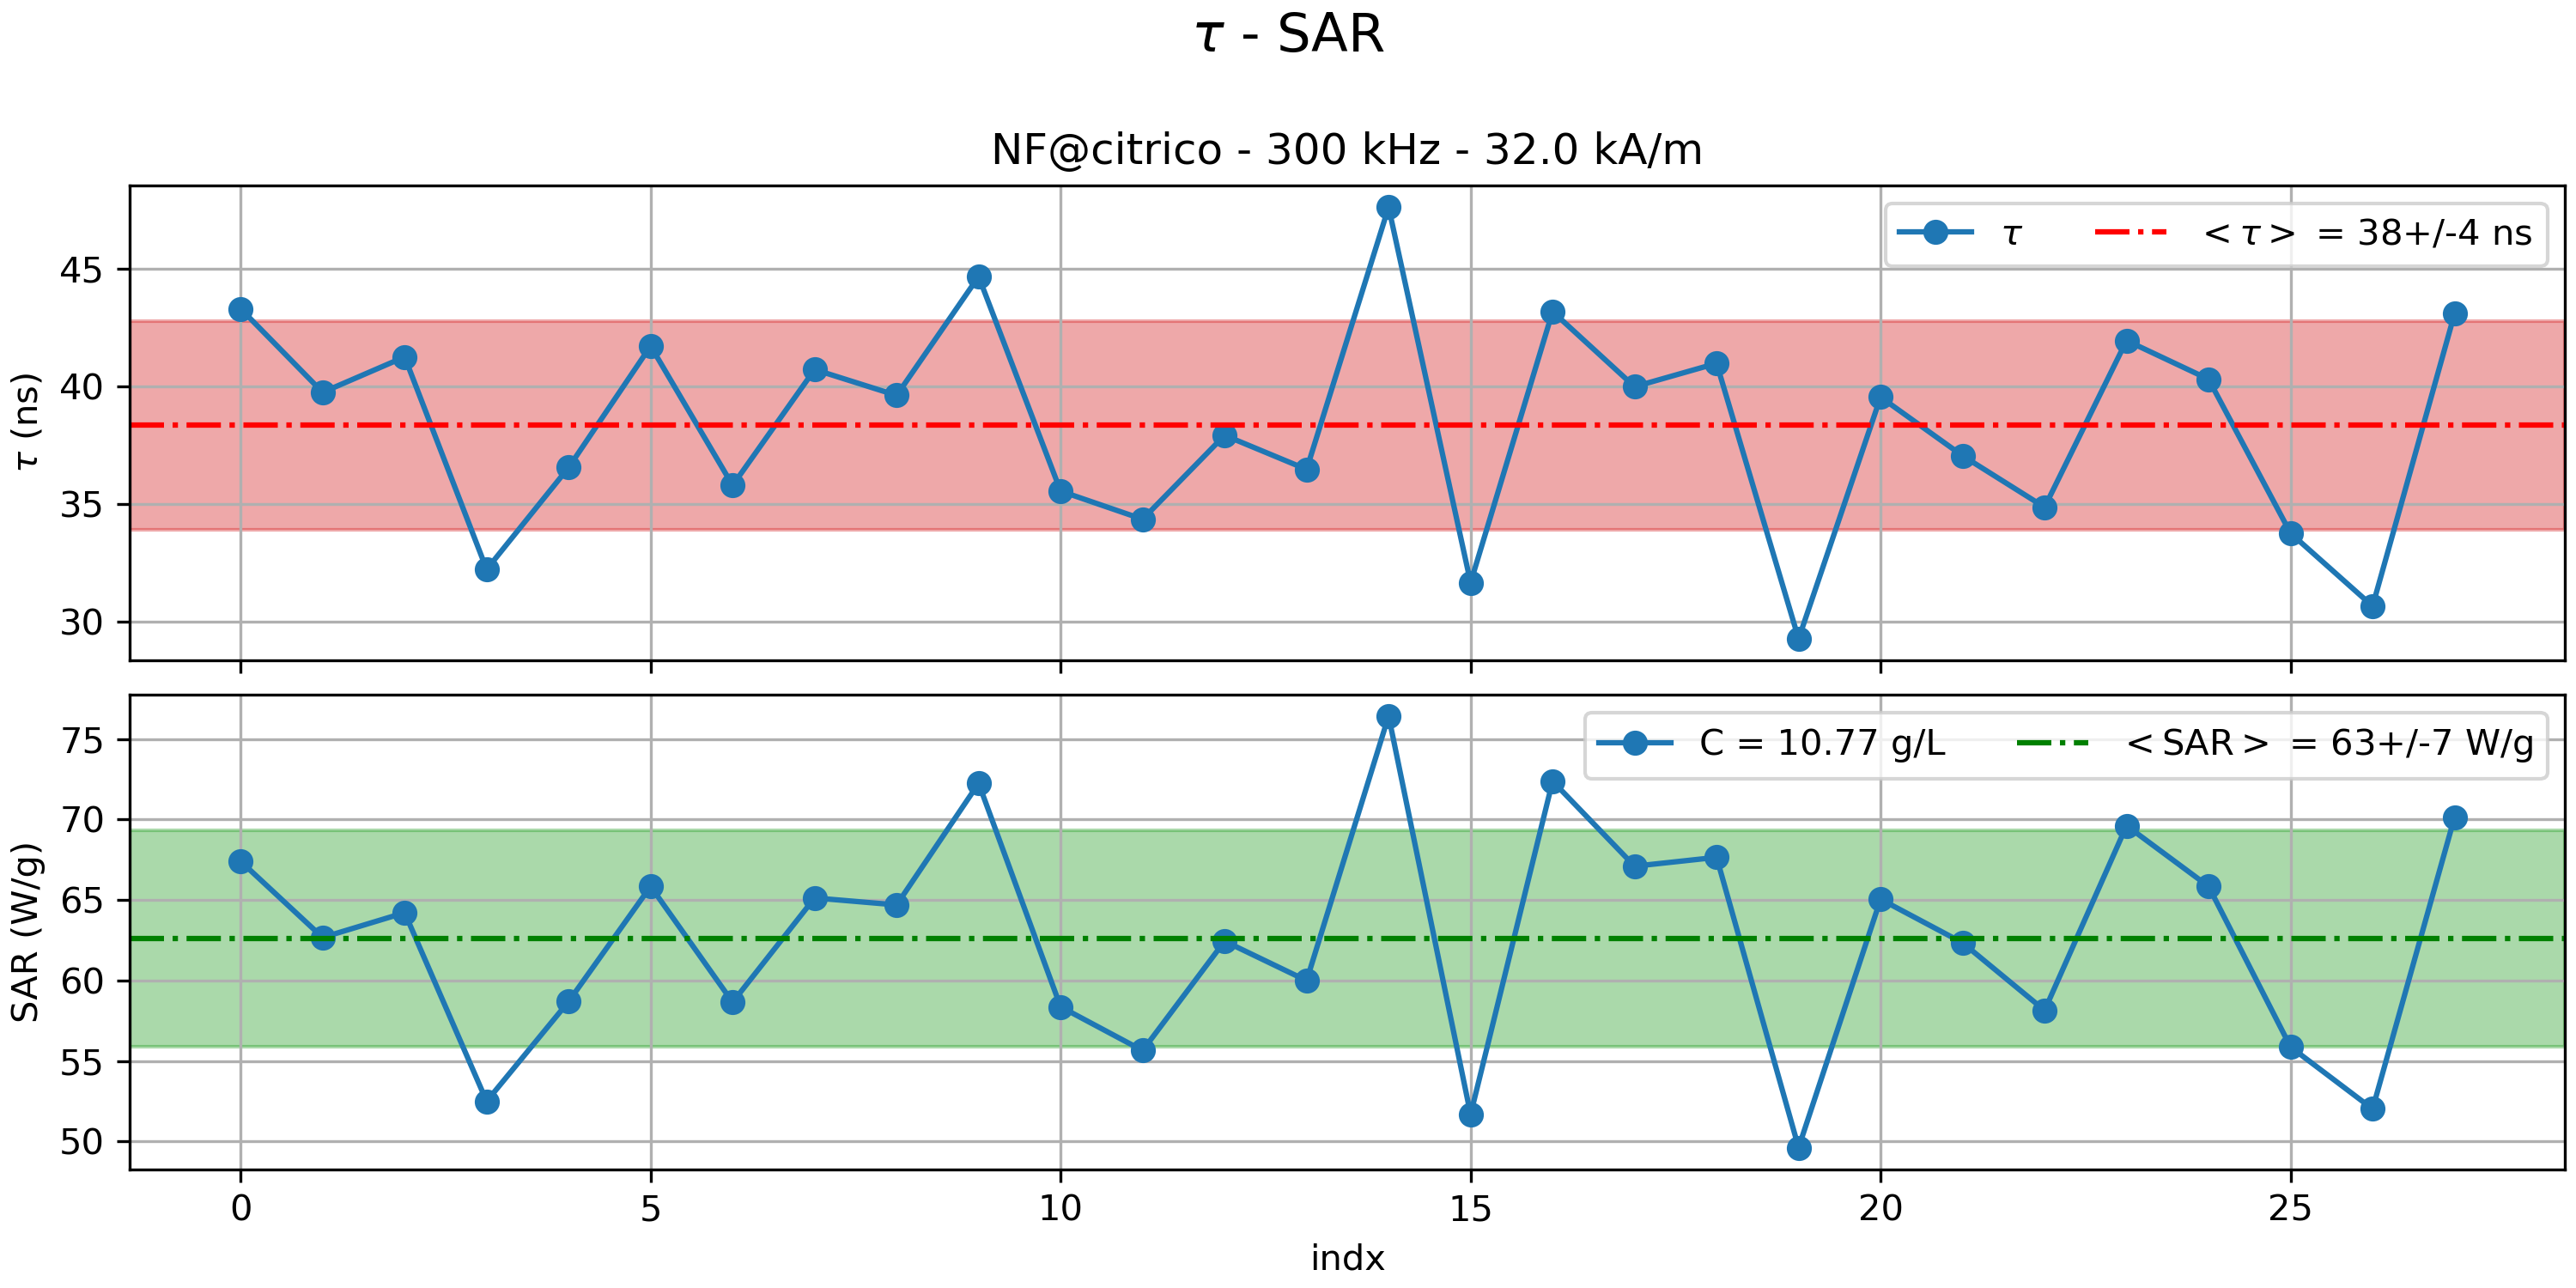 τ - SAR
NF@citrico - 300 kHz - 32.0 kA/m
τ (ns)
45
40
35
30
τ
<τ> = 38+/-4 ns
SAR (W/g)
75
70
65
60
55
50
C = 10.77 g/L
<SAR> = 63+/-7 W/g
0 5 10 15 20 25
indx